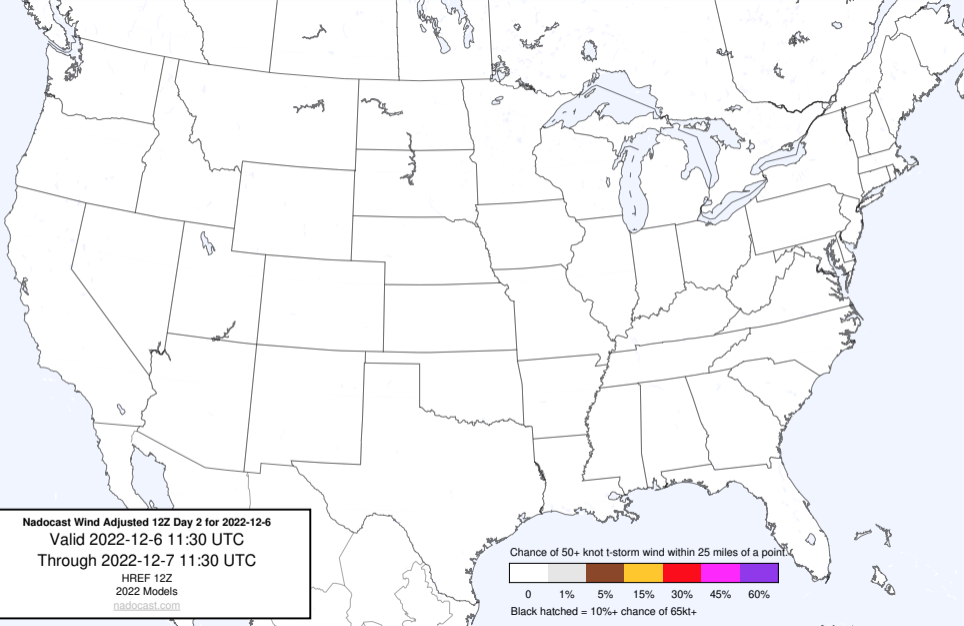 Nadocast Wind Adjusted 12Z Day 2 for 2022-12-6
Valid 2022-12-6 11:30 UTC
Through 2022-12-7 11:30 UTC
HREF 12Z
2022 Models
nadocast.com
Chance of 50+ knot t-storm wind within 25 miles of a point.
0 1% 5% 15% 30% 45% 60%
Black hatched = 10%+ chance of 65kt+